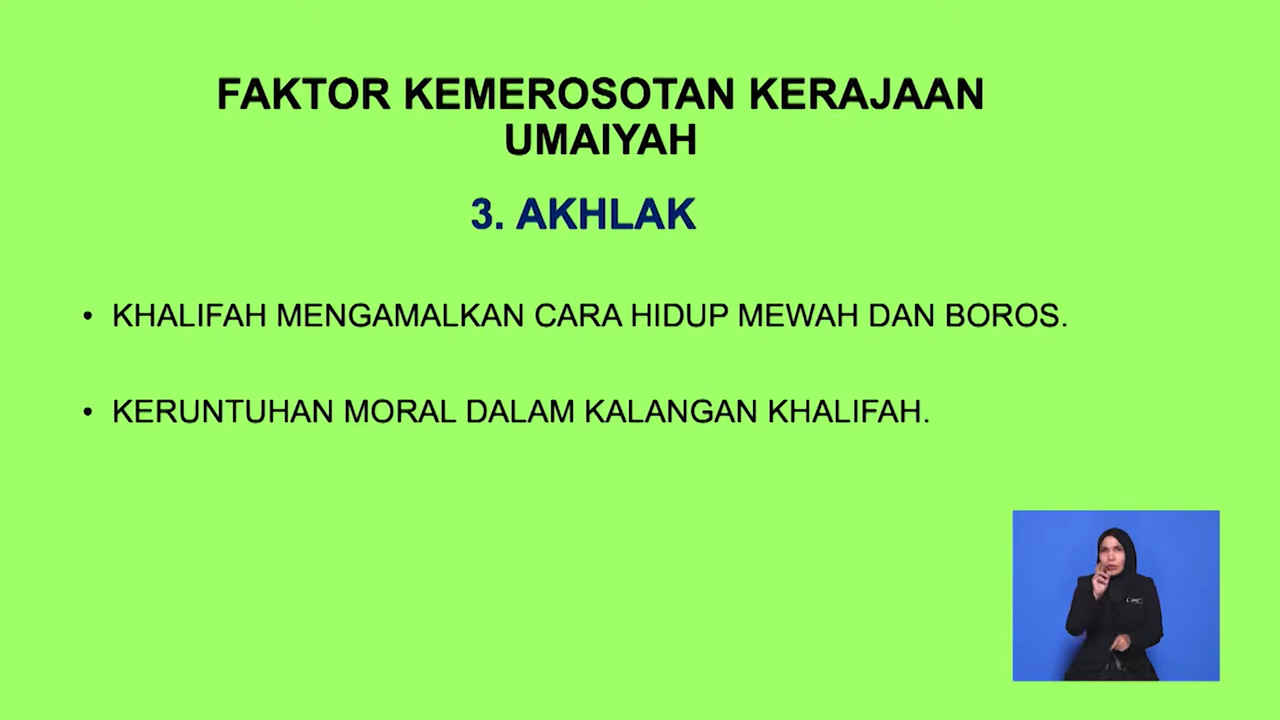 FAKTOR KEMEROSOTAN KERAJAAN
UMAIYAH
3. AKHLAK
• KHALIFAH MENGAMALKAN CARA HIDUP MEWAH DAN BOROS.
• KERUNTUHAN MORAL DALAM KALANGAN KHALIFAH.